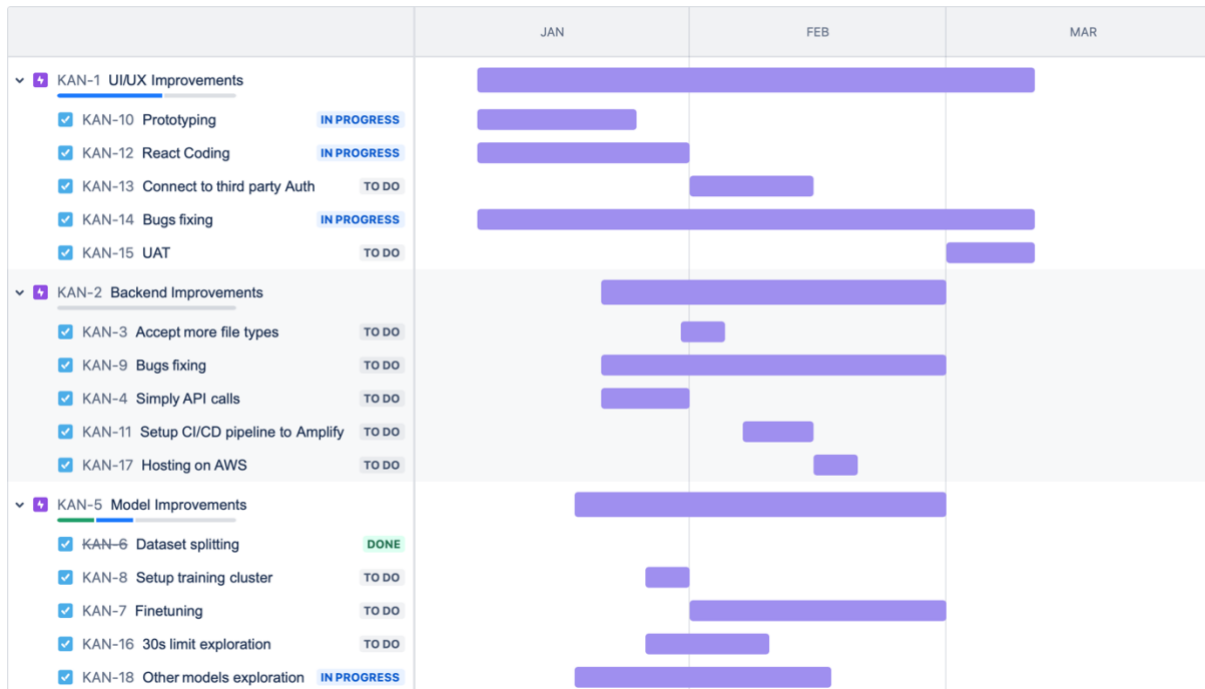 JAN FEB MAR
KAN-1 UI/UX Improvements
KAN-10 Prototyping IN PROGRESS
KAN-12 React Coding IN PROGRESS
KAN-13 Connect to third party Auth TO DO
KAN-14 Bugs fixing IN PROGRESS
KAN-15 UAT TO DO
KAN-2 Backend Improvements
KAN-3 Accept more file types TO DO
KAN-9 Bugs fixing TO DO
KAN-4 Simply API calls TO DO
KAN-11 Setup CI/CD pipeline to Amplify TO DO
KAN-17 Hosting on AWS TO DO
KAN-5 Model Improvements
KAN-6 Dataset splitting DONE
KAN-8 Setup training cluster TO DO
KAN-7 Finetuning TO DO
KAN-16 30s limit exploration TO DO
KAN-18 Other models exploration IN PROGRESS